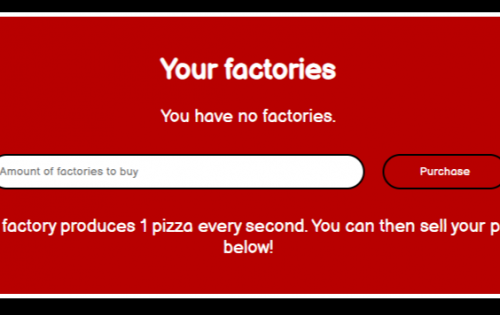 Your factories
You have no factories.
Amount of factories to buy
Purchase
factory produces 1 pizza every second. You can then sell your p
below!